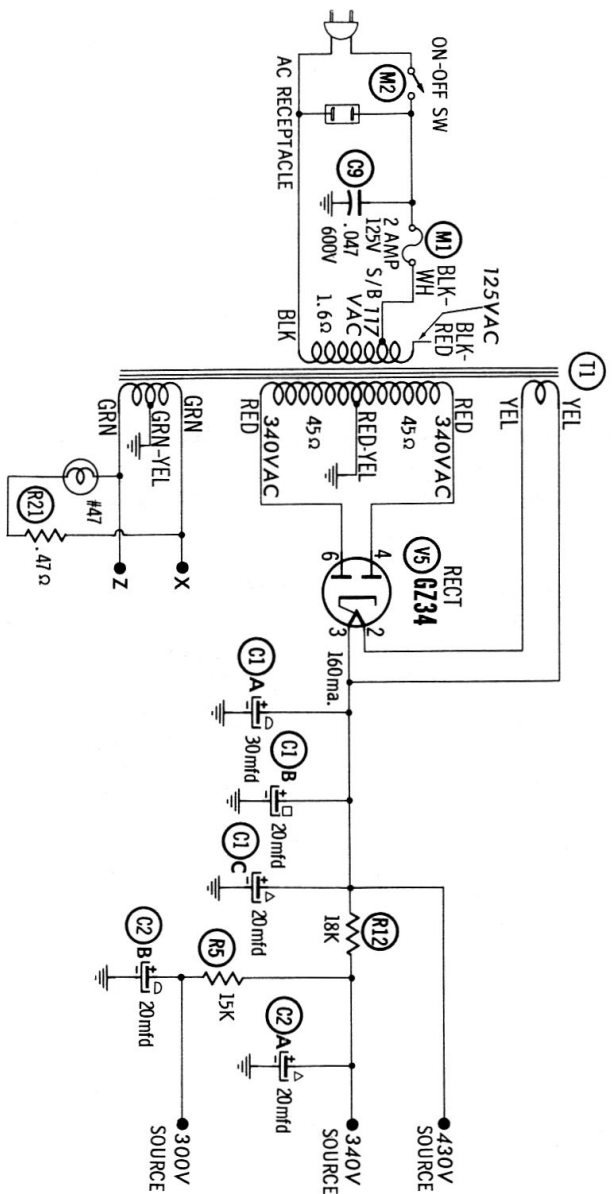 ON-OFF SW
M2
AC RECEPTACLE
C9
.047
600V
M1
2 AMP
125V
S/B
BLK-
WH
117
VAC
1.6Ω
BLK
BLK-
RED
125VAC
T1
YEL
YEL
RED
340VAC
45Ω
RED-YEL
45Ω
340VAC
RED
GRN
GRN-YEL
GRN
#47
R21
.47Ω
X
Z
RECT
V5 GZ34
4
6
2
3
160ma.
C1 A
30mfd
C1 B
20mfd
C1 C
20mfd
R12
18K
R5
15K
C2 B
20mfd
C2 A
20mfd
430V
SOURCE
340V
SOURCE
300V
SOURCE